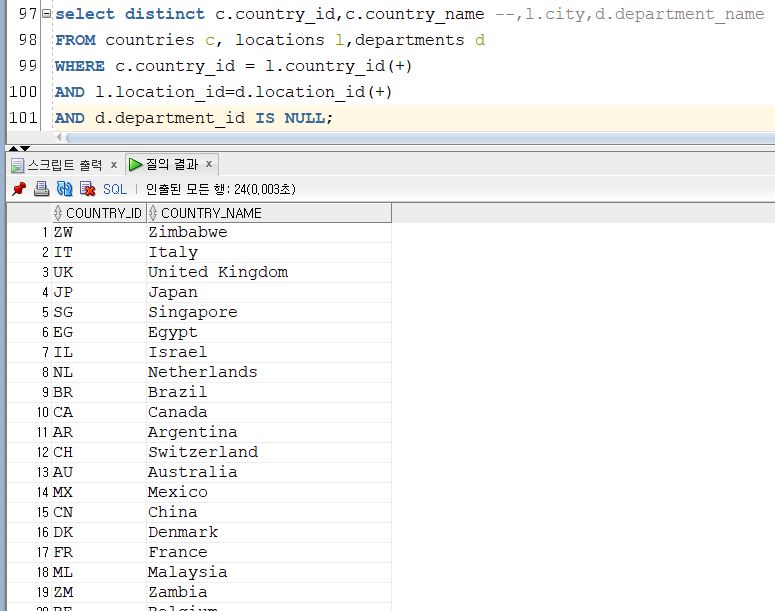 97 select distinct c.country_id,c.country_name --,l.city,d.department_name
98 FROM countries c, locations l,departments d
99 WHERE c.country_id = l.country_id(+)
100 AND l.location_id=d.location_id(+)
101 AND d.department_id IS NULL;
스크립트 출력 x 질의 결과 x
SQL | 인출된 모든 행: 24(0,003초)
COUNTRY_ID COUNTRY_NAME
1 ZW Zimbabwe
2 IT Italy
3 UK United Kingdom
4 JP Japan
5 SG Singapore
6 EG Egypt
7 IL Israel
8 NL Netherlands
9 BR Brazil
10 CA Canada
11 AR Argentina
12 CH Switzerland
13 AU Australia
14 MX Mexico
15 CN China
16 DK Denmark
17 FR France
18 ML Malaysia
19 ZM Zambia
20 BE Belgium